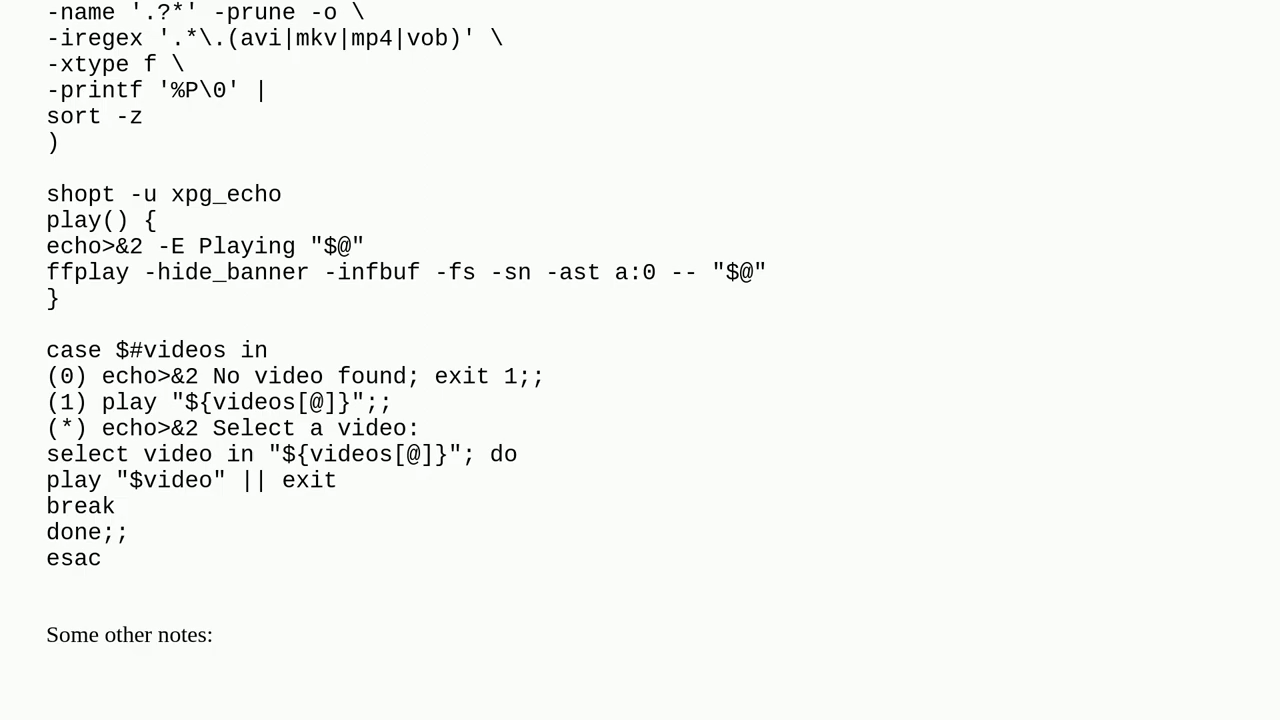 -name '.?*' -prune -o \
-iregex '.*\.(avi|mkv|mp4|vob)' \
-xtype f \
-printf '%P\0' |
sort -z
)
shopt -u xpg_echo
play() {
echo>&2 -E Playing "$@"
ffplay -hide_banner -infbuf -fs -sn -ast a:0 -- "$@"
}
case $#videos in
(0) echo>&2 No video found; exit 1;;
(1) play "${videos[@]}";;
(*) echo>&2 Select a video:
select video in "${videos[@]}"; do
play "$video" || exit
break
done;;
esac
Some other notes: